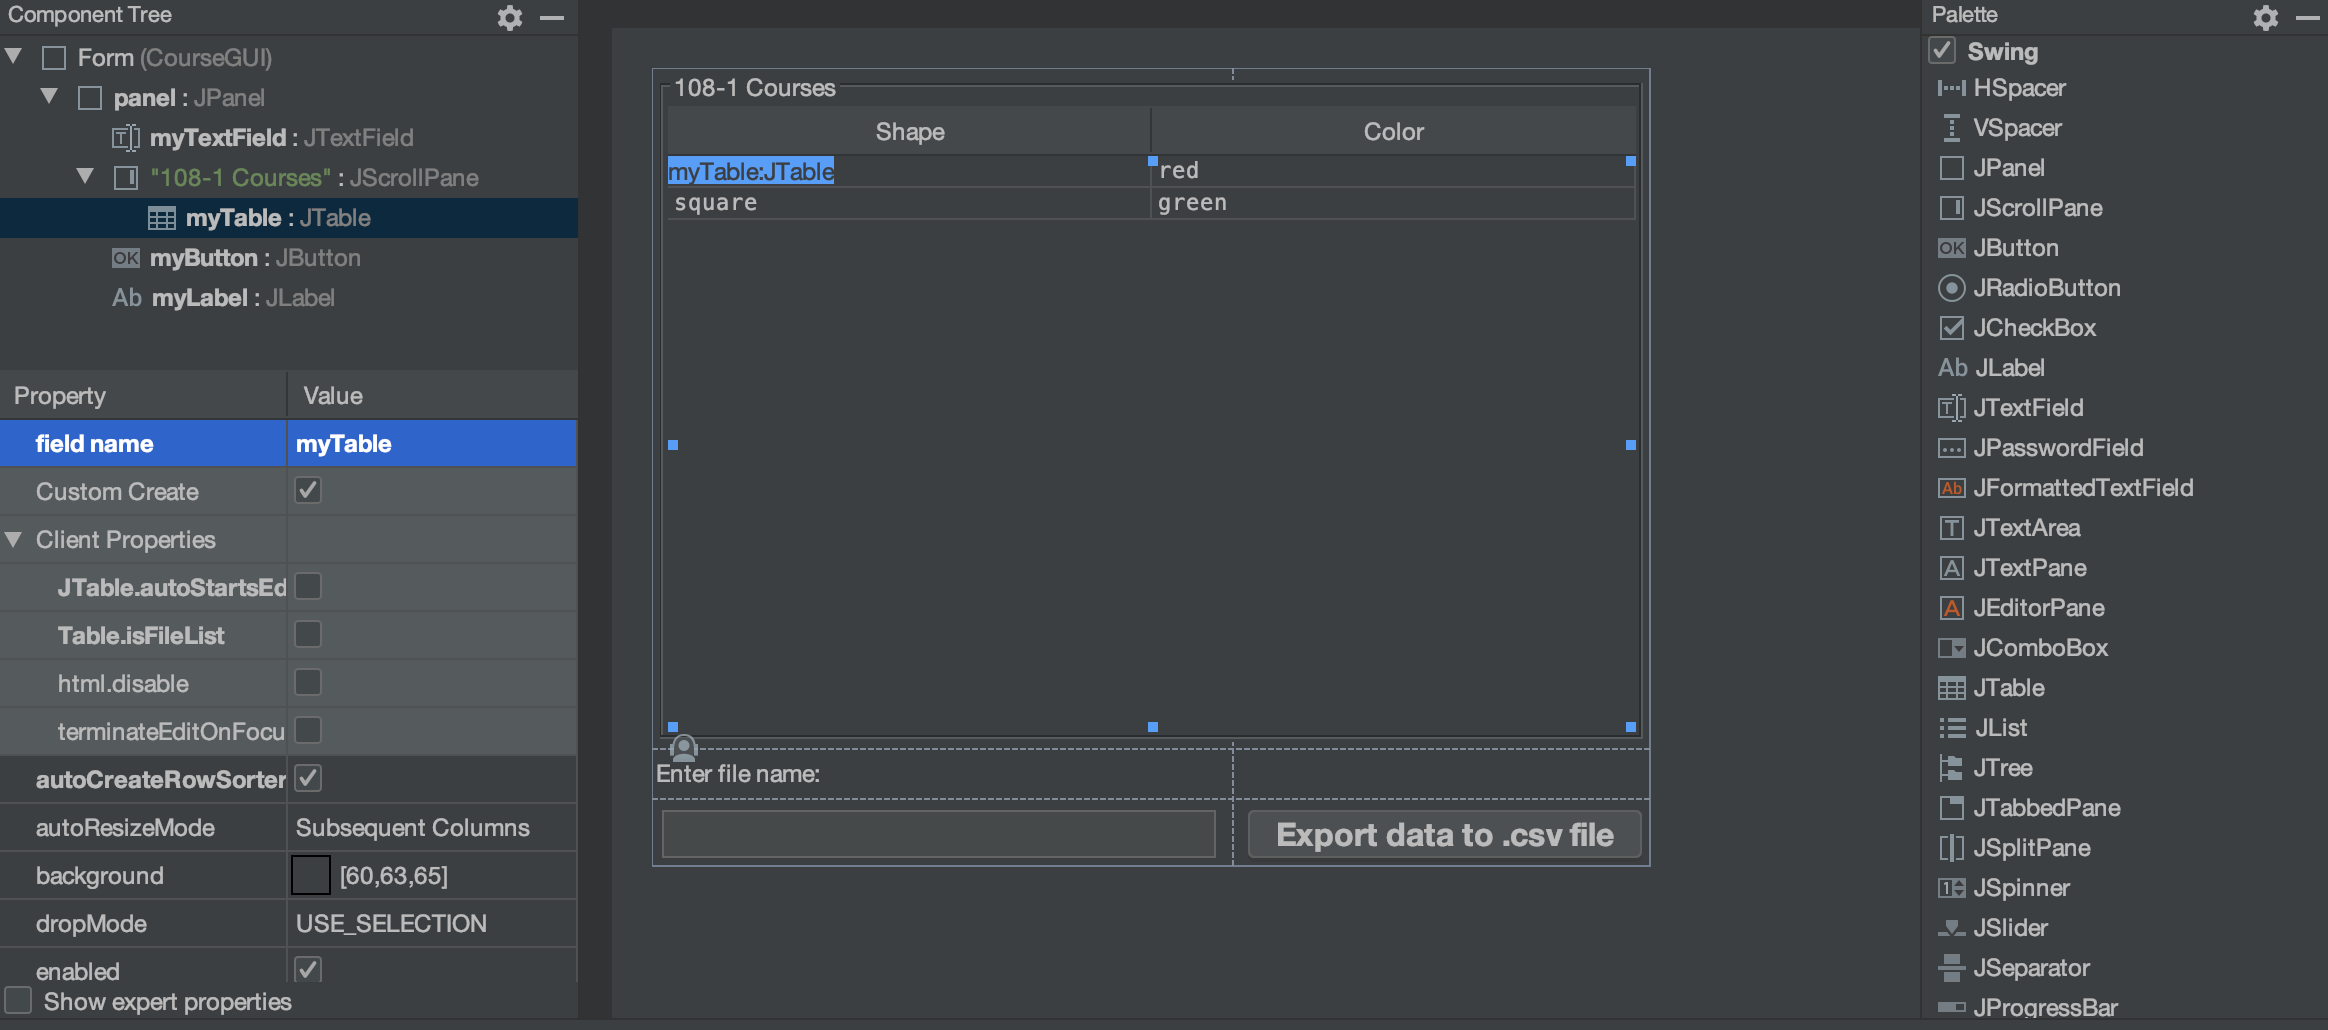 Component Tree
Form (CourseGUI)
panel : JPanel
myTextField : JTextField
"108-1 Courses" : JScrollPane
myTable : JTable
OK myButton : JButton
Ab myLabel : JLabel
Property Value
field name myTable
Custom Create
Client Properties
JTable.autoStartsEd
Table.isFileList
html.disable
terminateEditOnFocu
autoCreateRowSorter
autoResizeMode Subsequent Columns
background [60,63,65]
dropMode USE_SELECTION
enabled
Show expert properties
108-1 Courses
Shape Color
myTable:JTable red
square green
Enter file name:
Export data to .csv file
Palette
Swing
HSpacer
VSpacer
JPanel
JScrollPane
OK JButton
JRadioButton
JCheckBox
Ab JLabel
T JTextField
JPasswordField
Ab JFormattedTextField
T JTextArea
A JTextPane
A JEditorPane
JComboBox
JTable
JList
JTree
JTabbedPane
JSplitPane
1 JSpinner
JSlider
JSeparator
JProgressBar